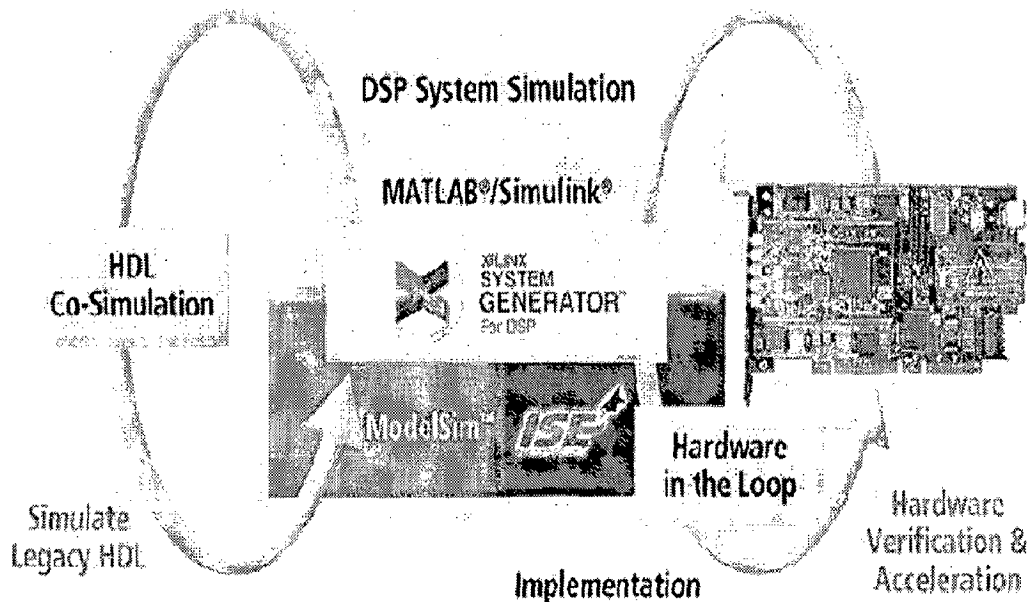 DSP System Simulation
MATLAB®/Simulink®
HDL
Co-Simulation
XILINX
SYSTEM
GENERATOR™
For DSP
ModelSim™
ISE
Hardware
in the Loop
Simulate
Legacy HDL
Hardware
Verification &
Acceleration
Implementation